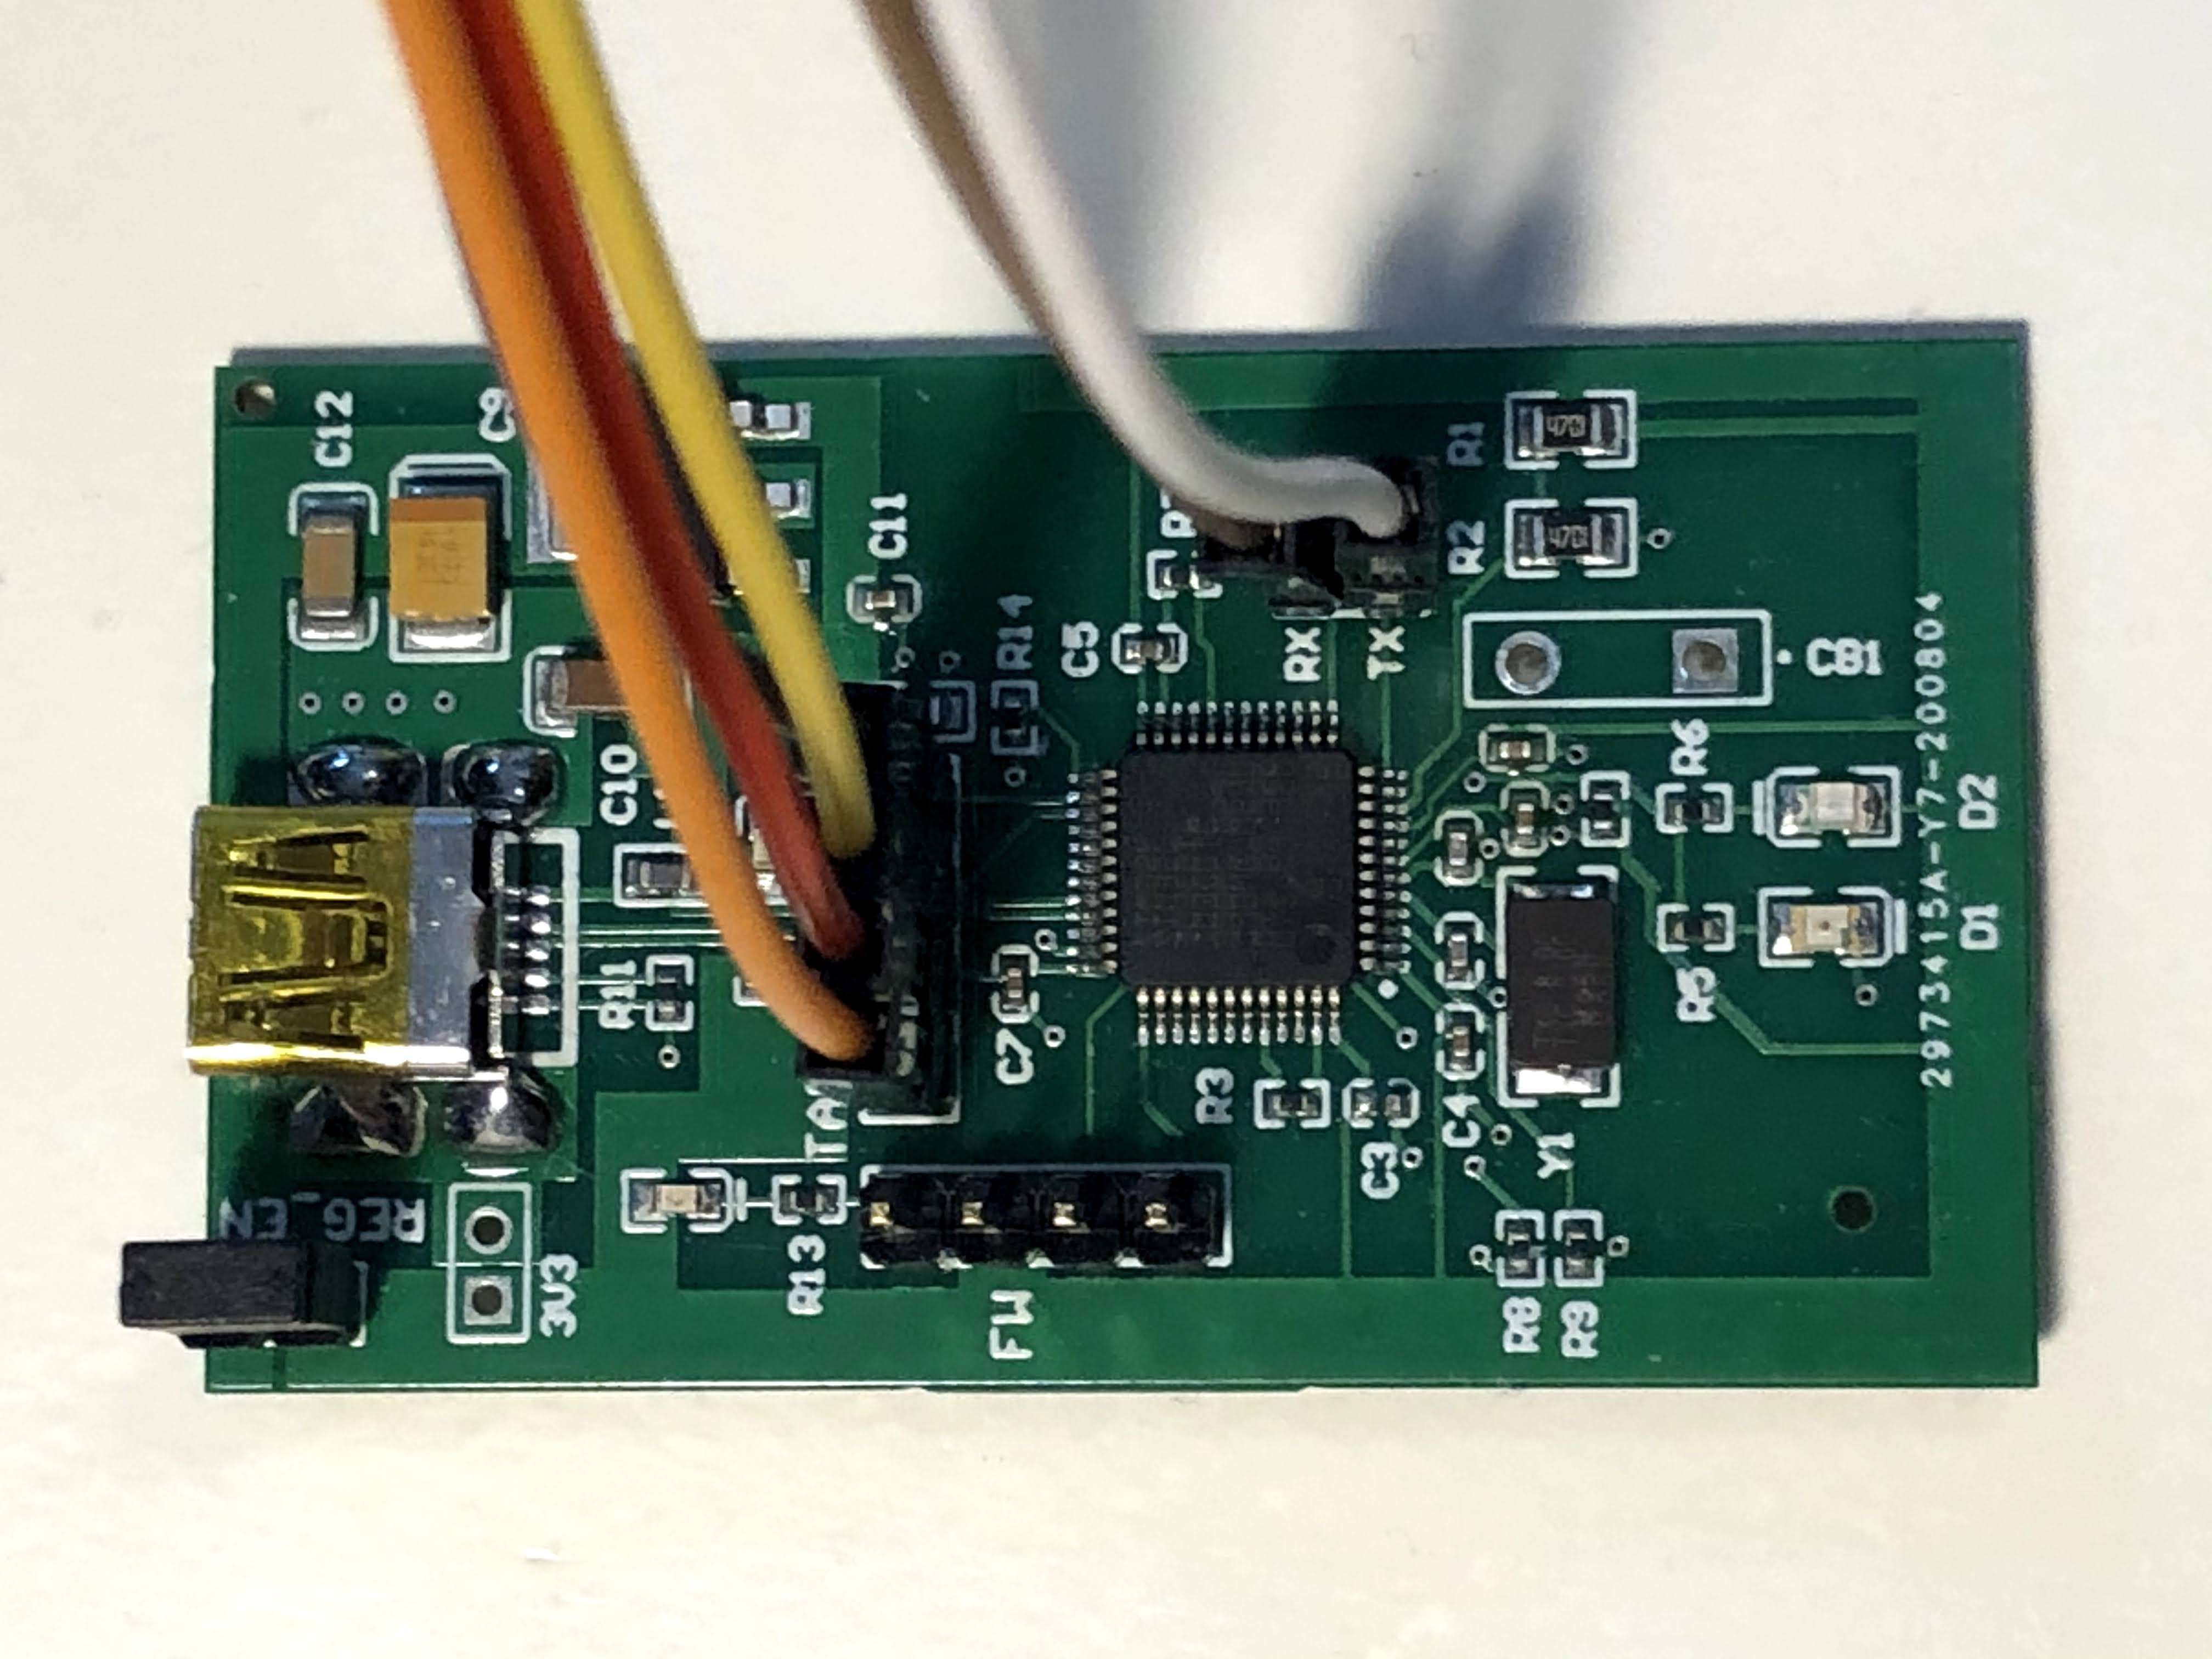 REG_EN
C12
C9
3V3
R11
C10
R13
TA
C11
FW
C7
R14
C5
R3
RX
C3
TX
C4
R2
R1
R8
Y1
R9
R5
R6
CB1
2973415A-Y7-200804
D1
D2